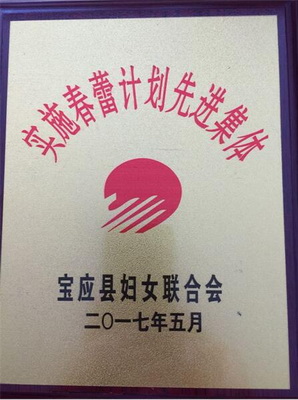 实施春蕾计划先进集体
宝应县妇女联合会
二〇一七年五月